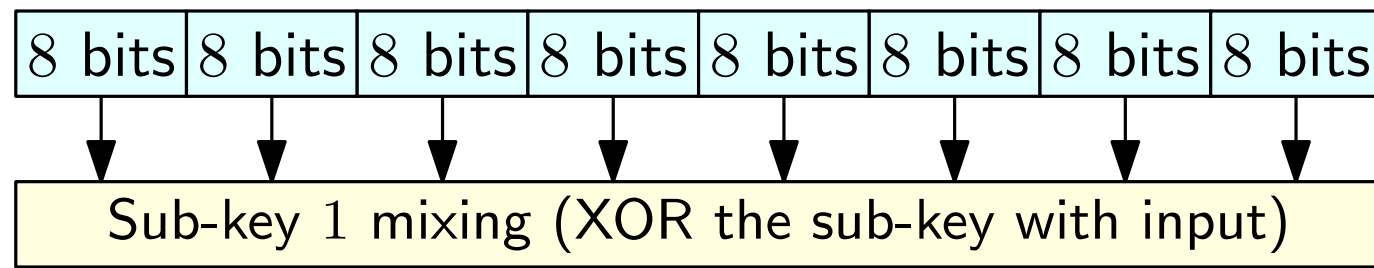 8 bits 8 bits 8 bits 8 bits 8 bits 8 bits 8 bits 8 bits
Sub-key 1 mixing (XOR the sub-key with input)